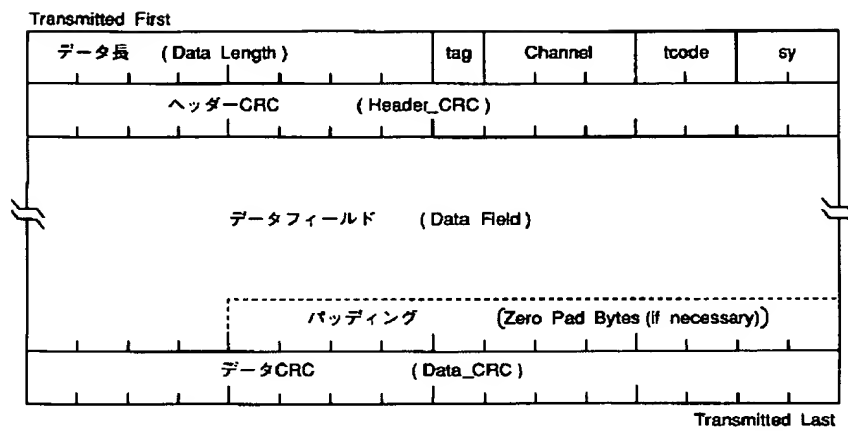 Transmitted First
データ長 (Data Length) tag Channel tcode sy
ヘッダーCRC (Header_CRC)
データフィールド (Data Field)
パッディング (Zero Pad Bytes (if necessary))
データCRC (Data_CRC)
Transmitted Last